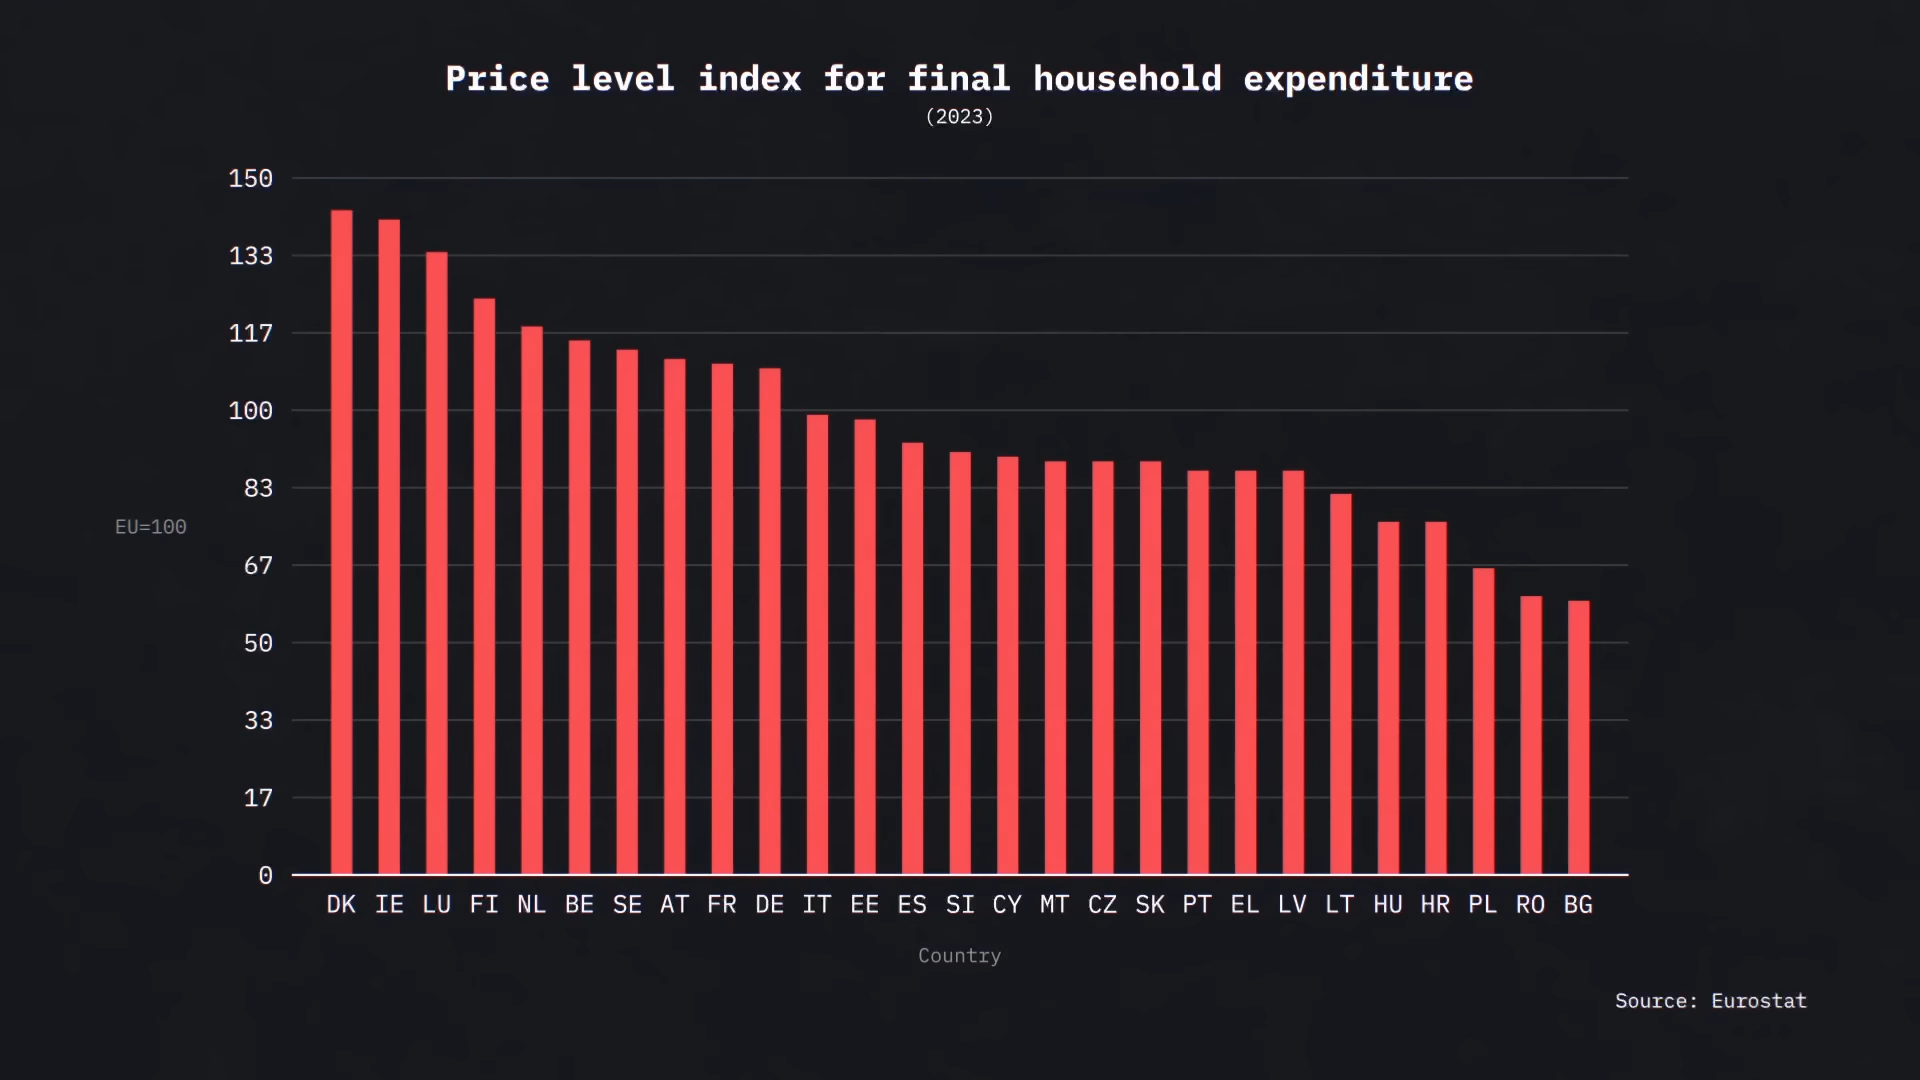 Price level index for final household expenditure
(2023)
150
133
117
100
83
EU=100
67
50
33
17
0
DK IE LU FI NL BE SE AT FR DE IT EE ES SI CY MT CZ SK PT EL LV LT HU HR PL RO BG
Country
Source: Eurostat